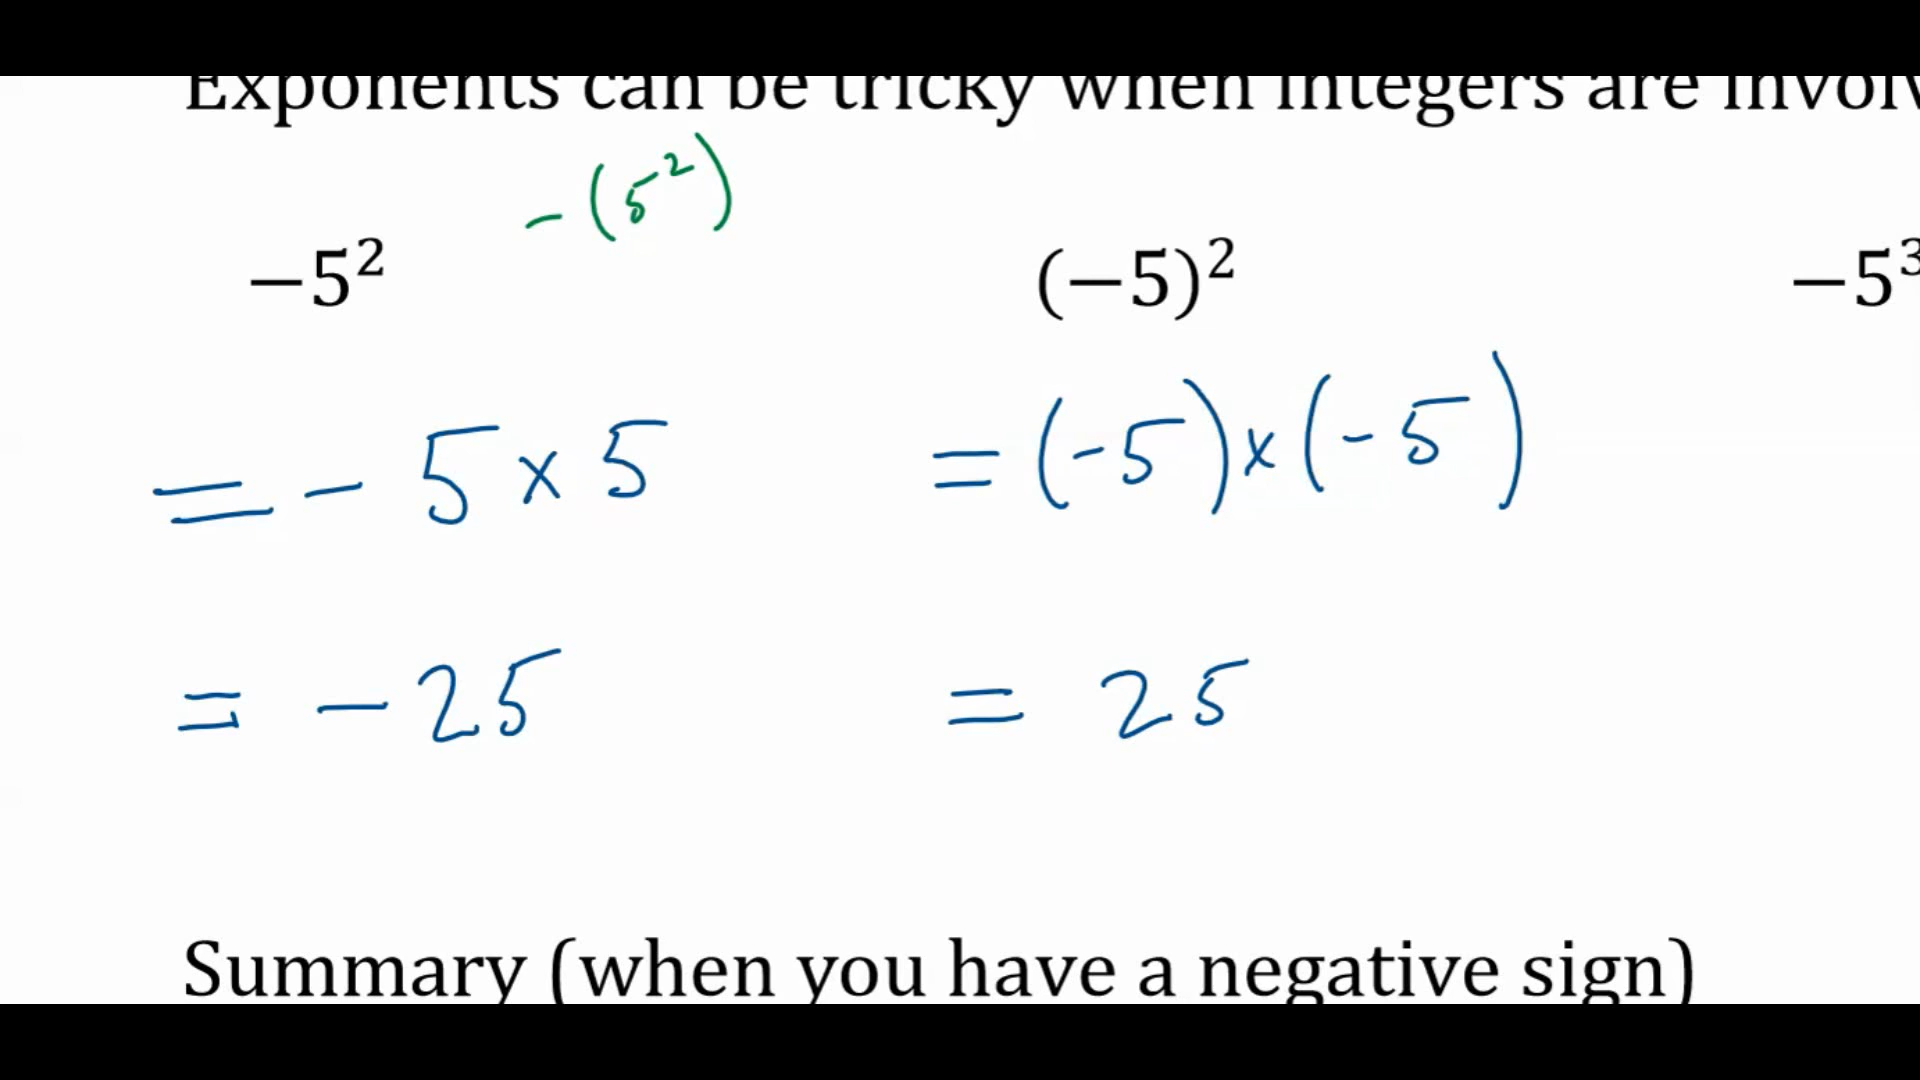 Exponents can be tricky when integers are involv
-(5²)
−5² (−5)² −5³
= - 5 x 5 = (-5) x (-5)
= - 25 = 25
Summary (when you have a negative sign)